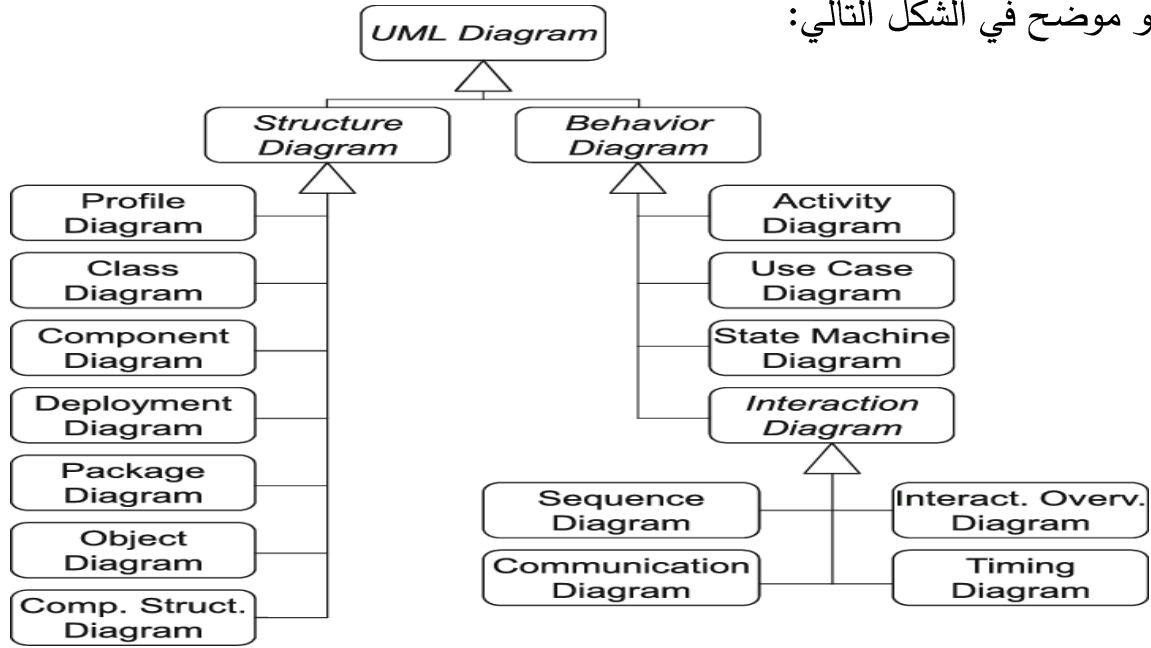 و موضح في الشكل التالي:
UML Diagram
Structure
Diagram
Behavior
Diagram
Profile
Diagram
Class
Diagram
Component
Diagram
Deployment
Diagram
Package
Diagram
Object
Diagram
Comp. Struct.
Diagram
Activity
Diagram
Use Case
Diagram
State Machine
Diagram
Interaction
Diagram
Sequence
Diagram
Interact. Overv.
Diagram
Communication
Diagram
Timing
Diagram